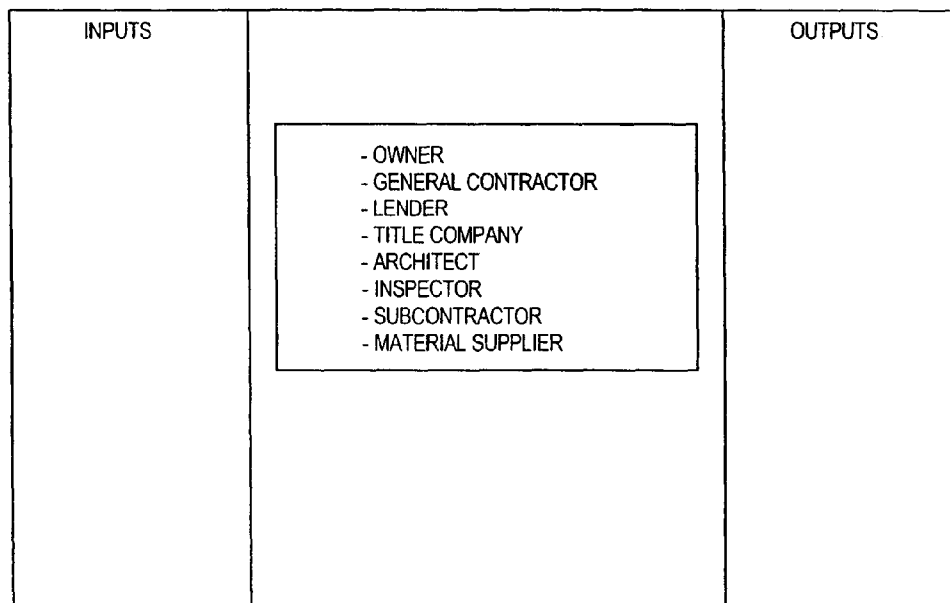 INPUTS
OUTPUTS
- OWNER
- GENERAL CONTRACTOR
- LENDER
- TITLE COMPANY
- ARCHITECT
- INSPECTOR
- SUBCONTRACTOR
- MATERIAL SUPPLIER